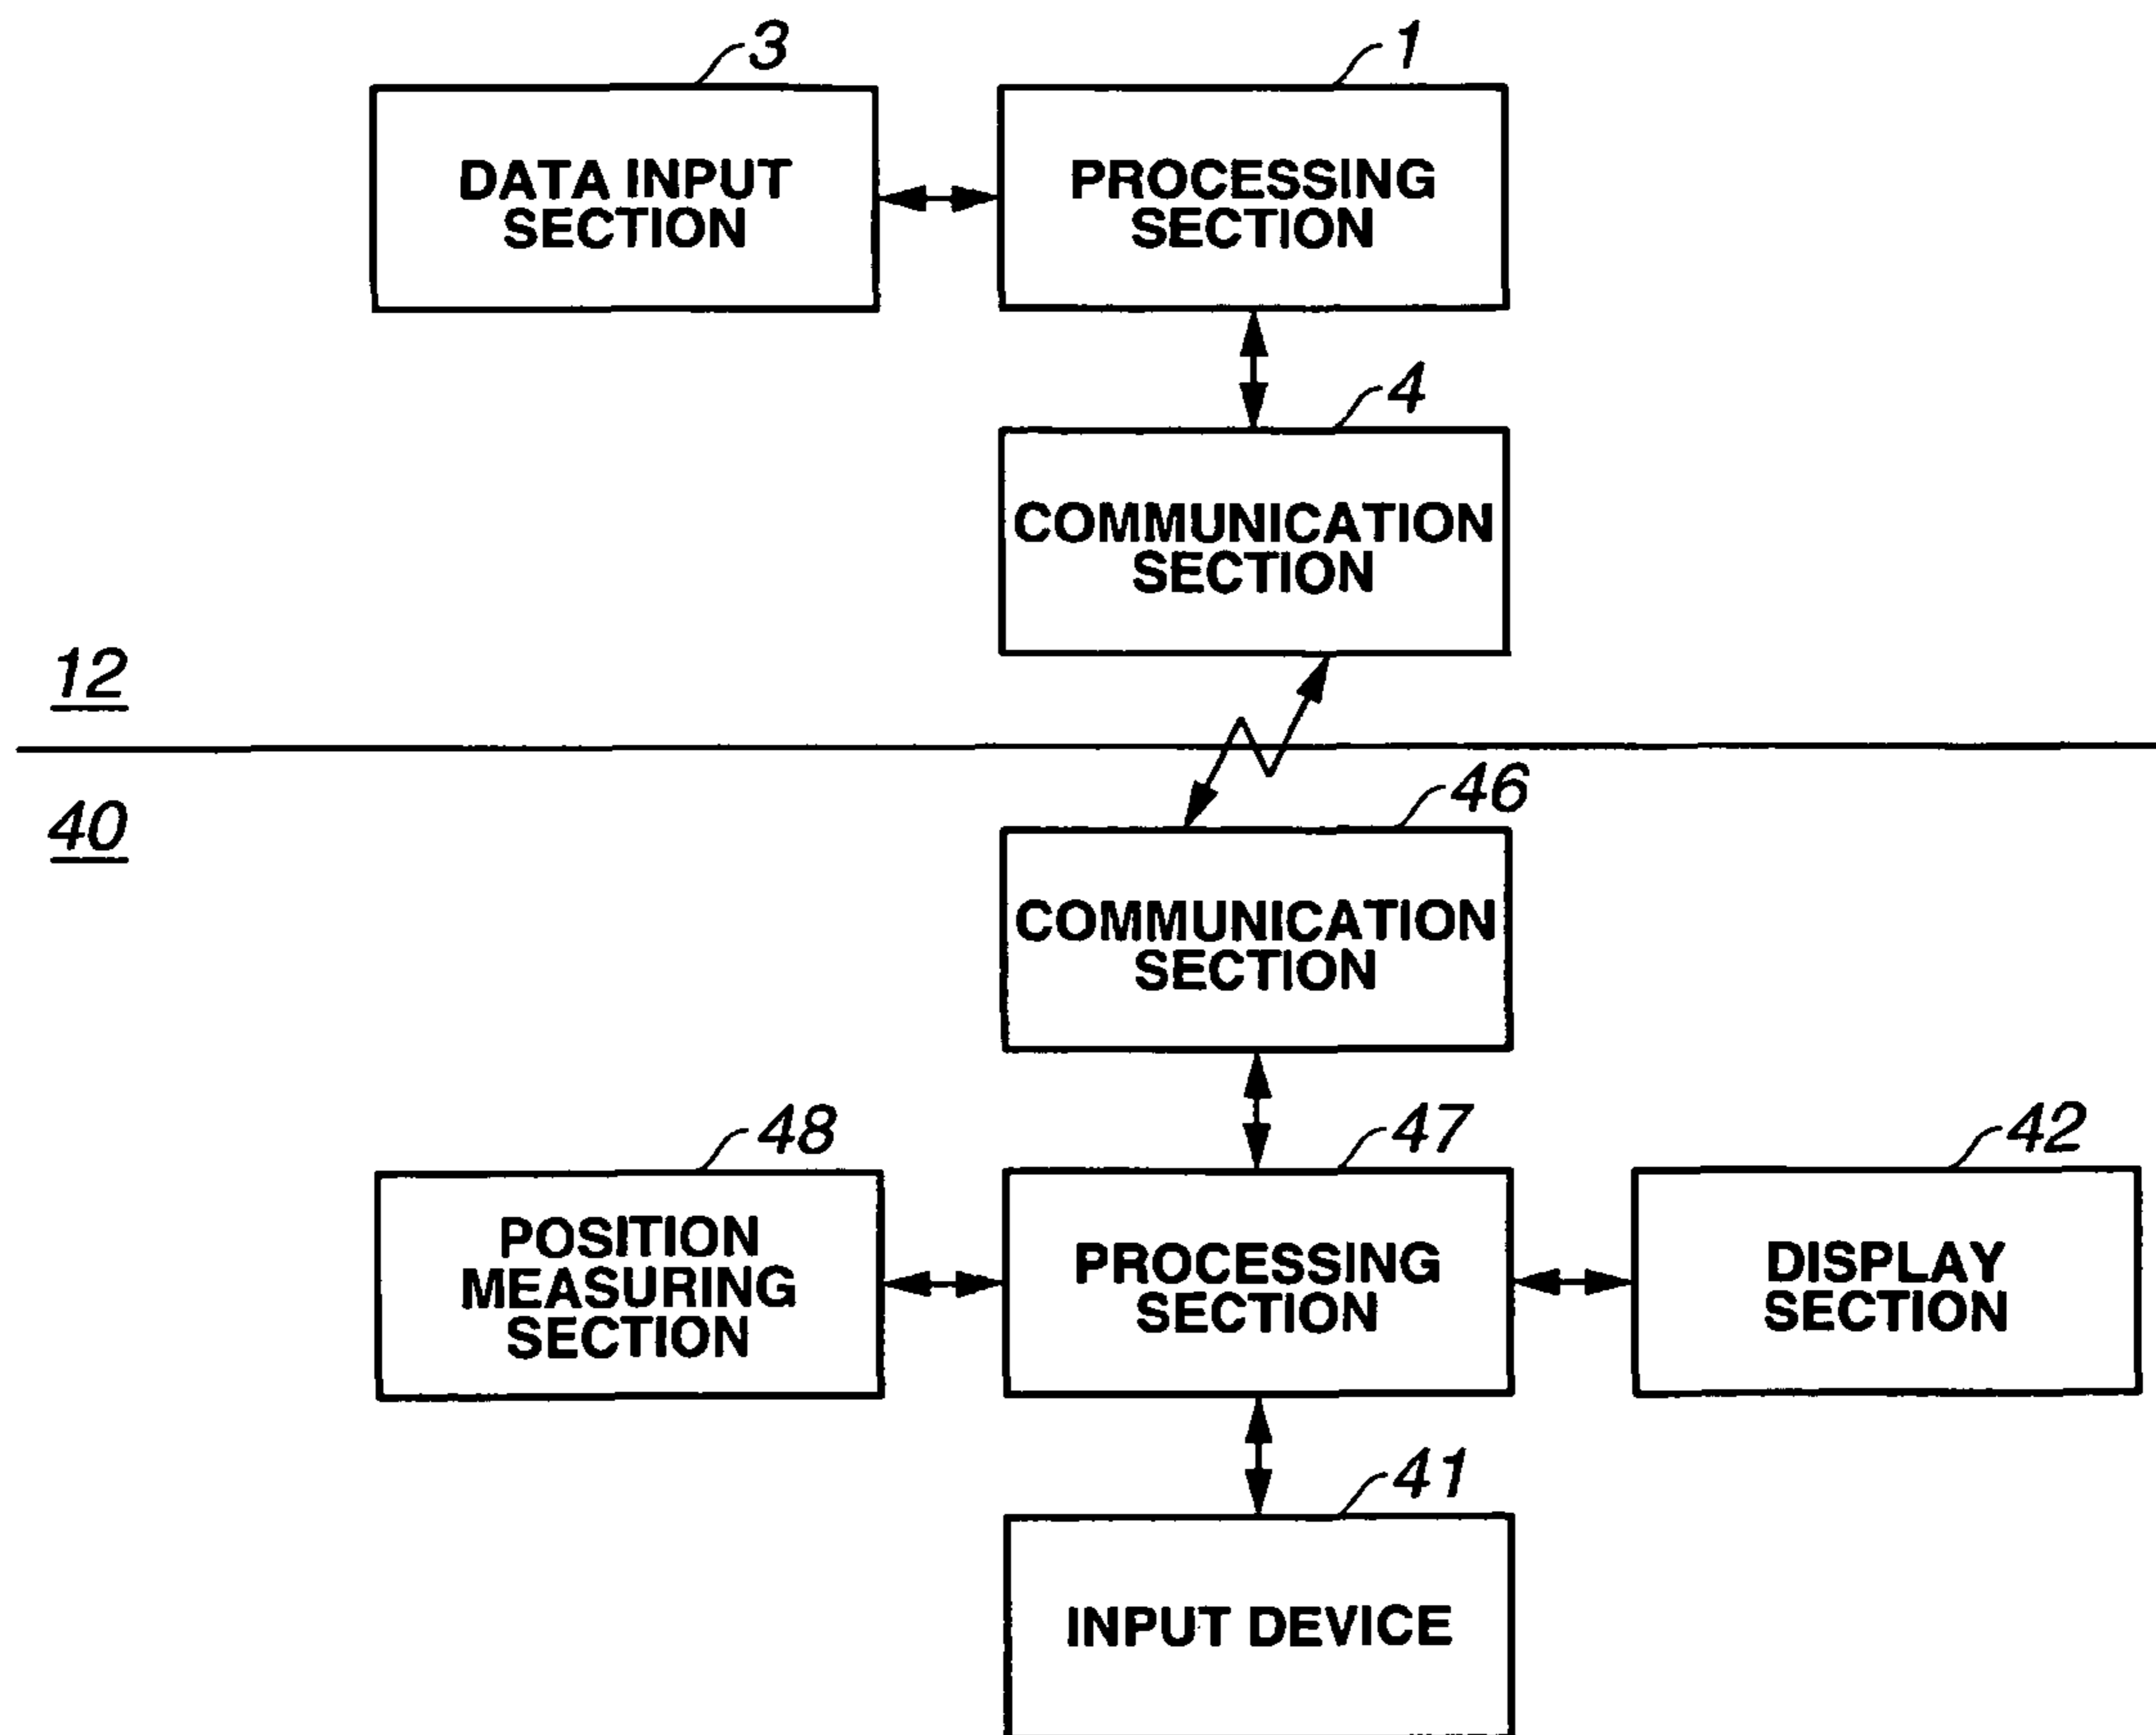 3
1
DATA INPUT
SECTION
PROCESSING
SECTION
4
COMMUNICATION
SECTION
12
40
46
COMMUNICATION
SECTION
48
47
42
POSITION
MEASURING
SECTION
PROCESSING
SECTION
DISPLAY
SECTION
41
INPUT DEVICE